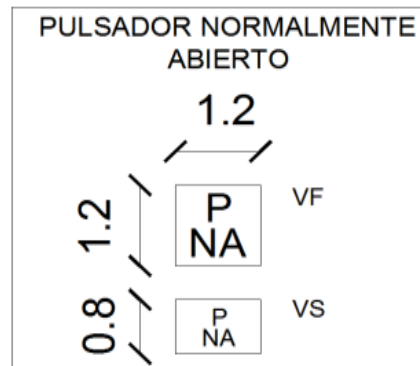 PULSADOR NORMALMENTE
ABIERTO
1.2
1.2
P
NA
VF
0.8
P
NA
VS